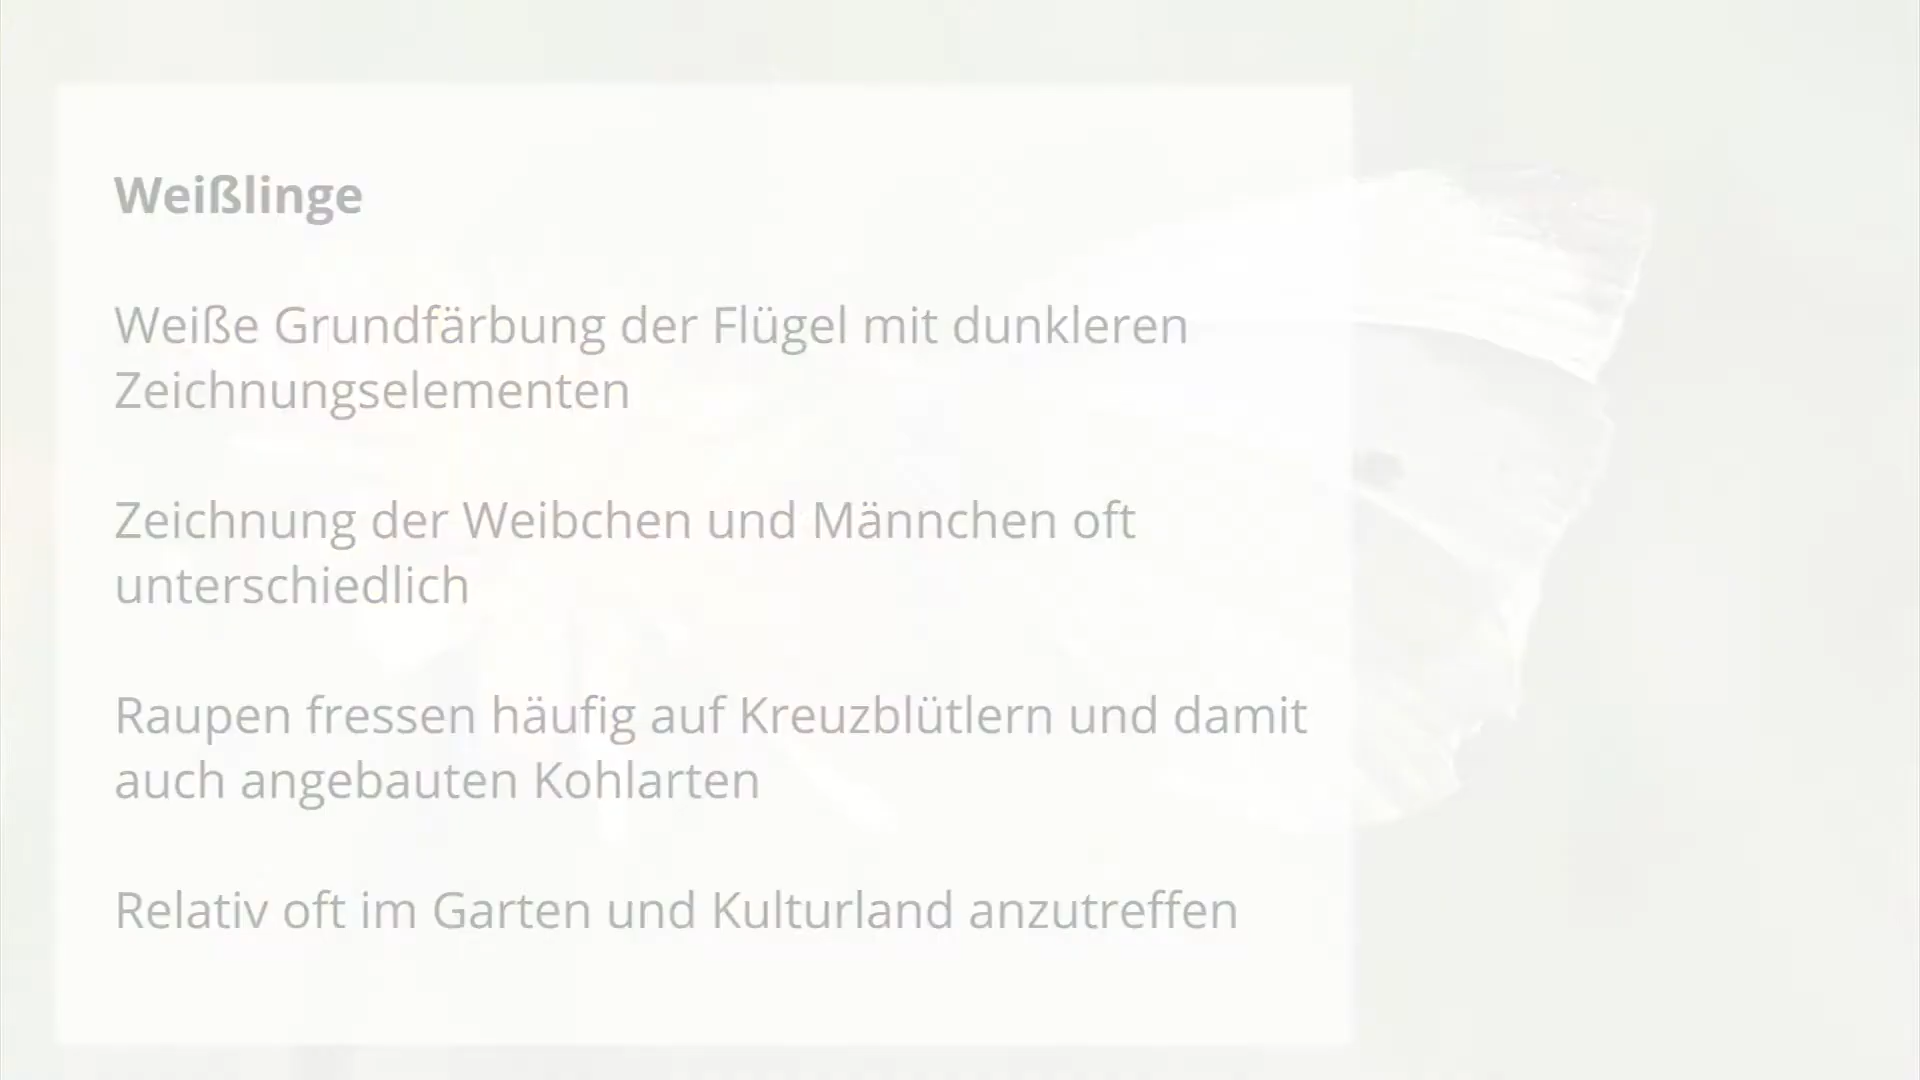 Weißlinge
Weiße Grundfärbung der Flügel mit dunkleren
Zeichnungselementen
Zeichnung der Weibchen und Männchen oft
unterschiedlich
Raupen fressen häufig auf Kreuzblütlern und damit
auch angebauten Kohlarten
Relativ oft im Garten und Kulturland anzutreffen